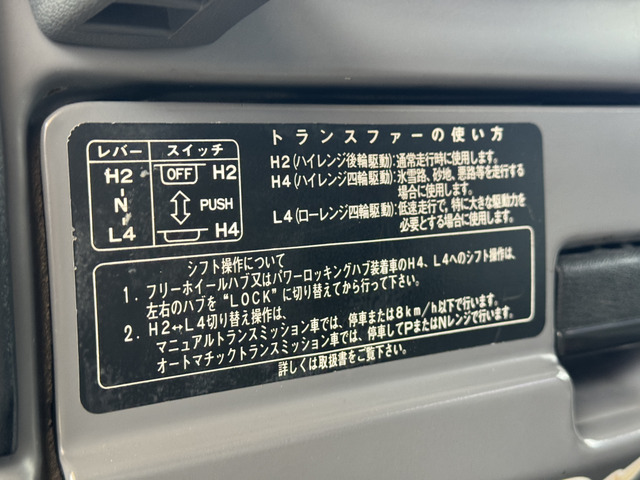 トランスファーの使い方
レバー スイッチ
H2 OFF H2
N PUSH
L4 H4
H2(ハイレンジ後輪駆動):通常走行時に使用します。
H4(ハイレンジ四輪駆動):氷雪路、砂地、悪路等を走行する
場合に使用します。
L4(ローレンジ四輪駆動):低速走行で、特に大きな駆動力を
必要とする場合に使用します。
シフト操作について
1. フリーホイールハブ又はパワーロッキングハブ装着車のH4、L4へのシフト操作は、
左右のハブを“LOCK”に切り替えてから行って下さい。
2. H2↔L4切り替え操作は、
マニュアルトランスミッション車では、停車または8km/h以下で行います。
オートマチックトランスミッション車では、停車してPまたはNレンジで行います。
詳しくは取扱書をご覧下さい。